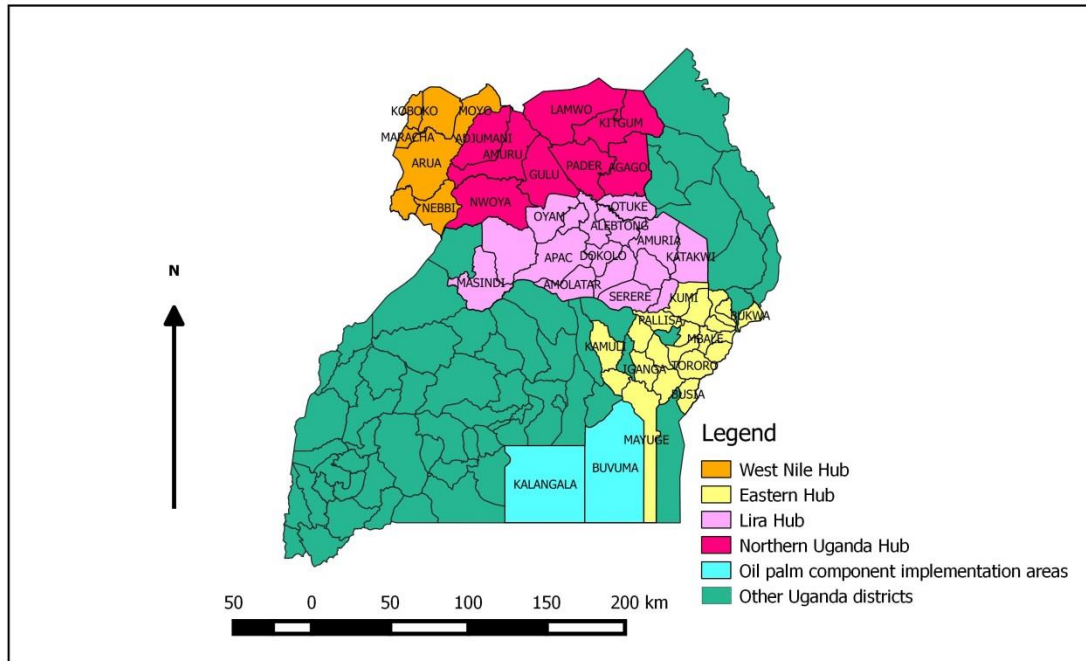 KOBOKO
MOYO
LAMWO
KITGUM
MARACHA
ADJUMANI
AMURU
ARUA
GULU
PADER
AGAGO
NEBBI
NWOYA
OTUKE
OYAM
ALEBTONG
AMURIA
APAC
DOKOLO
KATAKWI
MASINDI
AMOLATAR
SERERE
KUMI
PALLISA
BUKWA
KAMULI
MBALE
IGANGA
TORORO
BUSIA
MAYUGE
BUVUMA
KALANGALA
N
Legend
West Nile Hub
Eastern Hub
Lira Hub
Northern Uganda Hub
Oil palm component implementation areas
Other Uganda districts
50 0 50 100 150 200 km